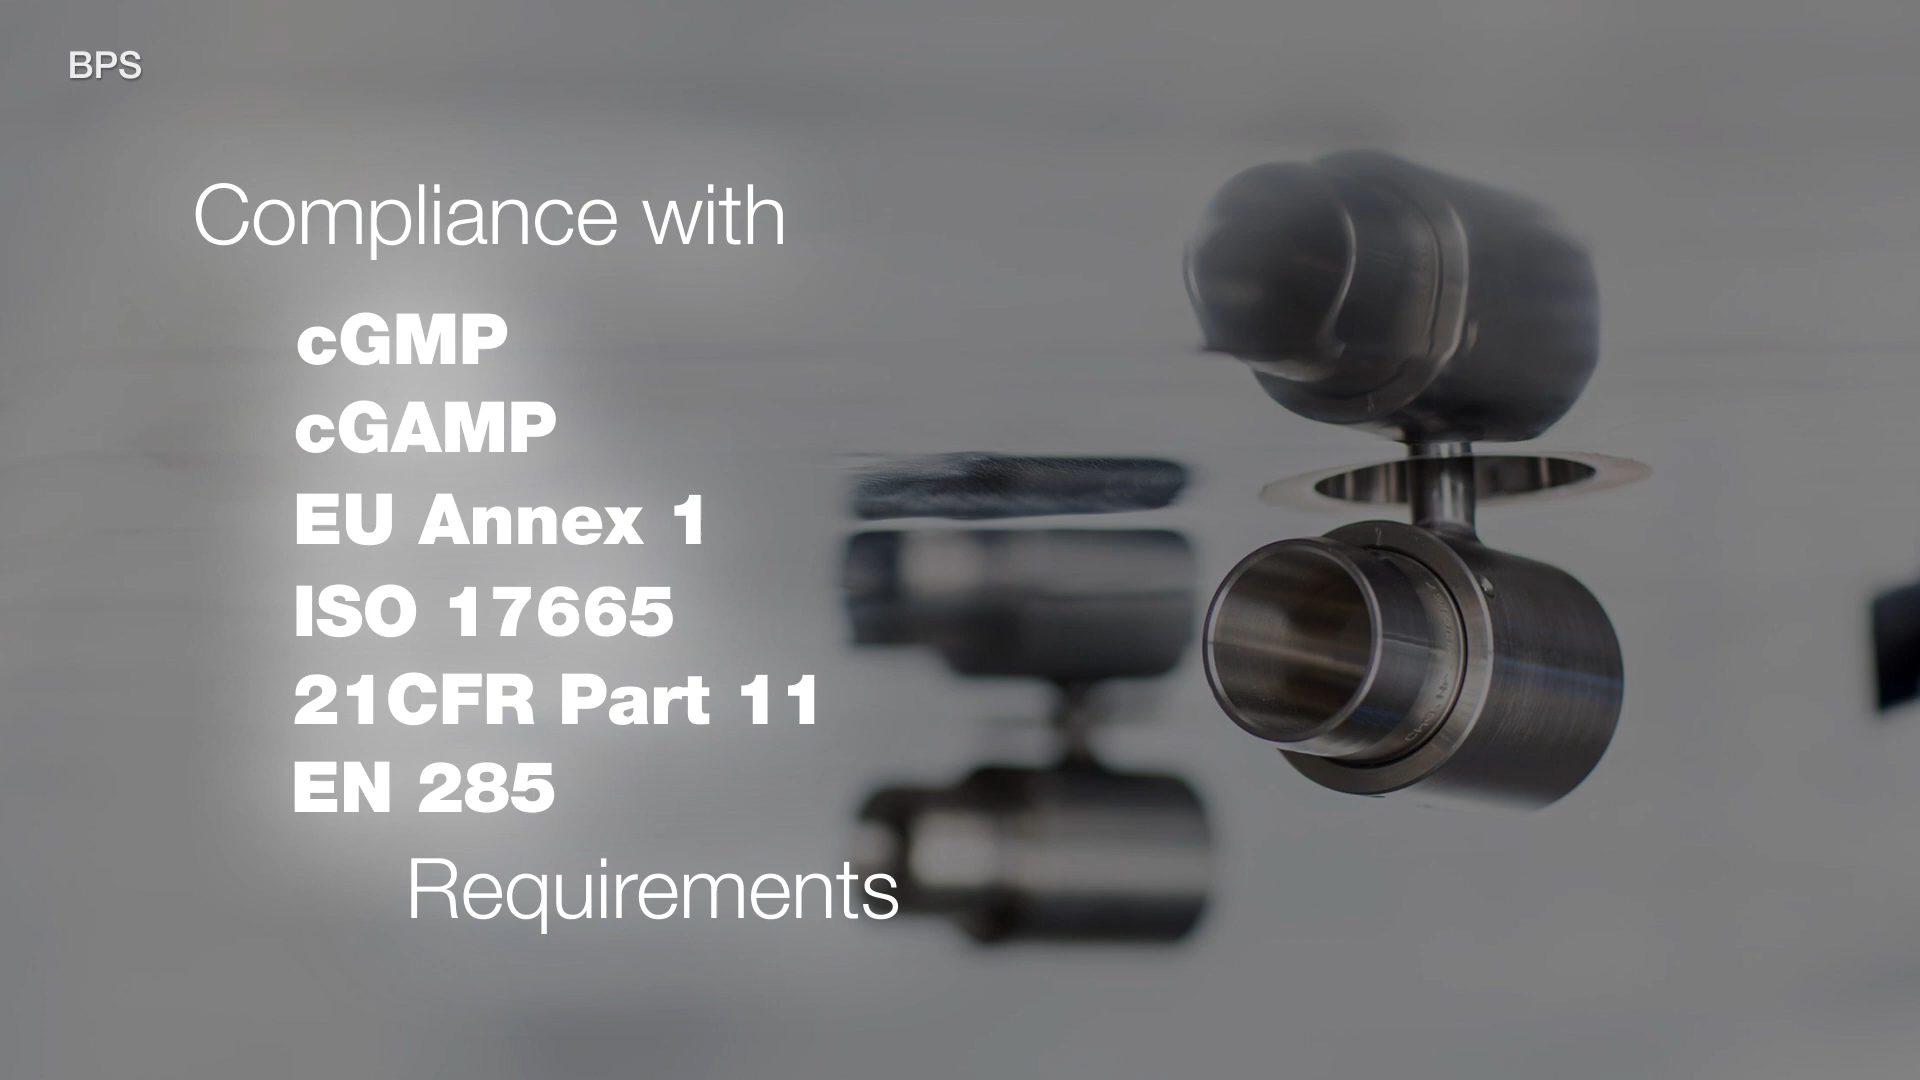 BPS
Compliance with
cGMP
cGAMP
EU Annex 1
ISO 17665
21CFR Part 11
EN 285
Requirements